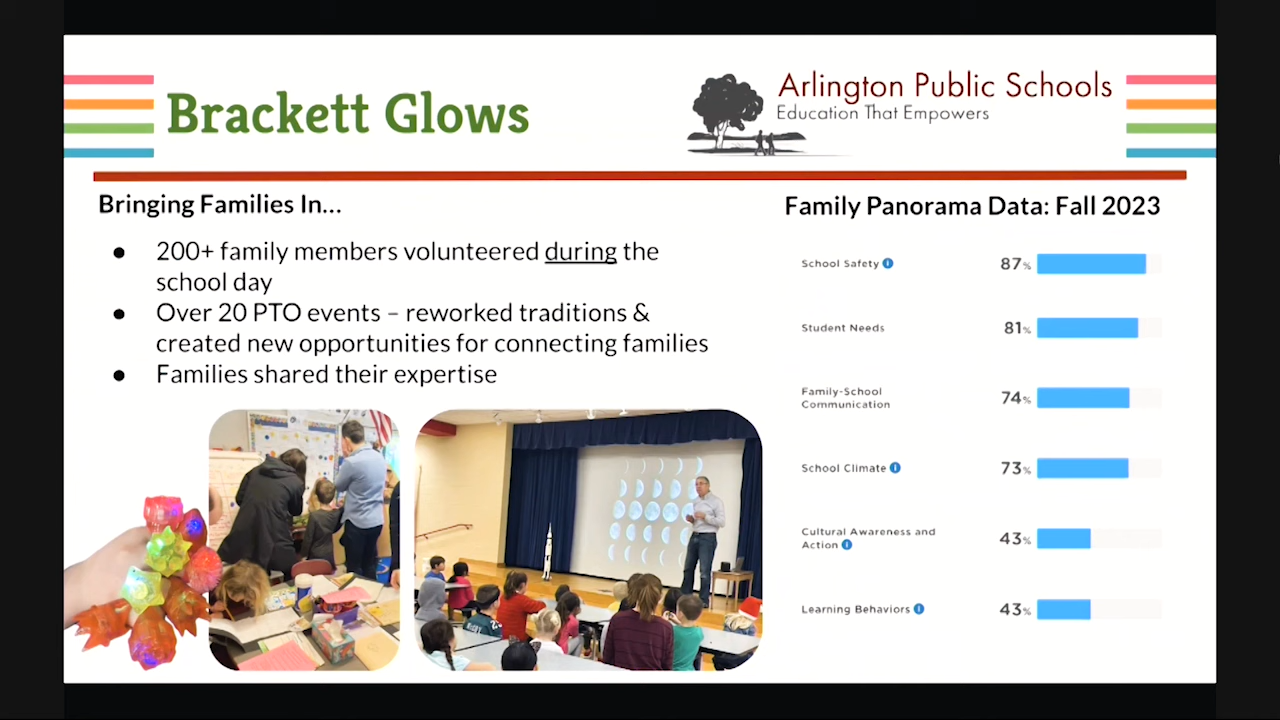 Brackett Glows
Arlington Public Schools
Education That Empowers
Bringing Families In...
● 200+ family members volunteered during the
school day
● Over 20 PTO events – reworked traditions &
created new opportunities for connecting families
● Families shared their expertise
Family Panorama Data: Fall 2023
School Safety 87%
Student Needs 81%
Family-School
Communication 74%
School Climate 73%
Cultural Awareness and
Action 43%
Learning Behaviors 43%